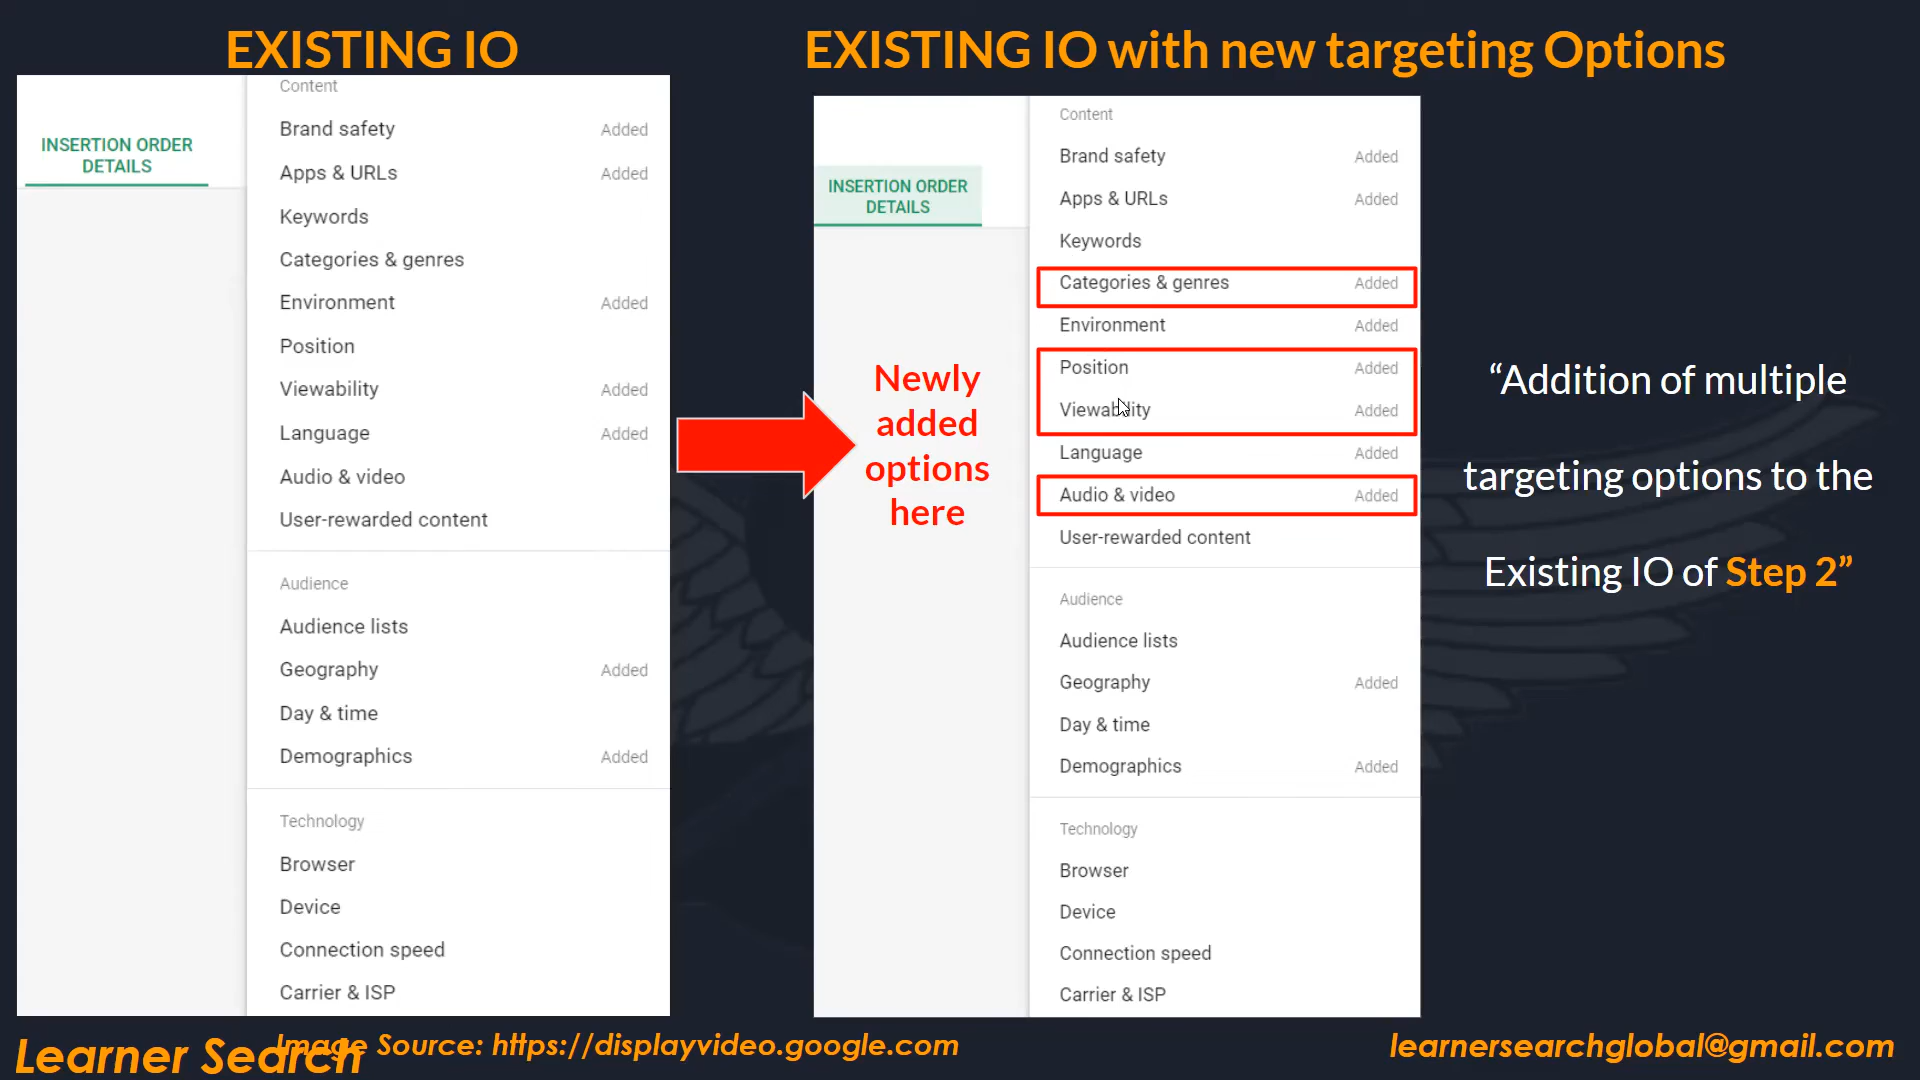 EXISTING IO
EXISTING IO with new targeting Options
INSERTION ORDER
DETAILS
Content
Brand safety Added
Apps & URLs Added
Keywords
Categories & genres
Environment Added
Position
Viewability Added
Language Added
Audio & video
User-rewarded content
Audience
Audience lists
Geography Added
Day & time
Demographics Added
Technology
Browser
Device
Connection speed
Carrier & ISP
Newly
added
options
here
INSERTION ORDER
DETAILS
Content
Brand safety Added
Apps & URLs Added
Keywords
Categories & genres Added
Environment Added
Position Added
Viewability Added
Language Added
Audio & video Added
User-rewarded content
Audience
Audience lists
Geography Added
Day & time
Demographics Added
Technology
Browser
Device
Connection speed
Carrier & ISP
“Addition of multiple
targeting options to the
Existing IO of Step 2”
Learner Search
Image Source: https://displayvideo.google.com
learnersearchglobal@gmail.com